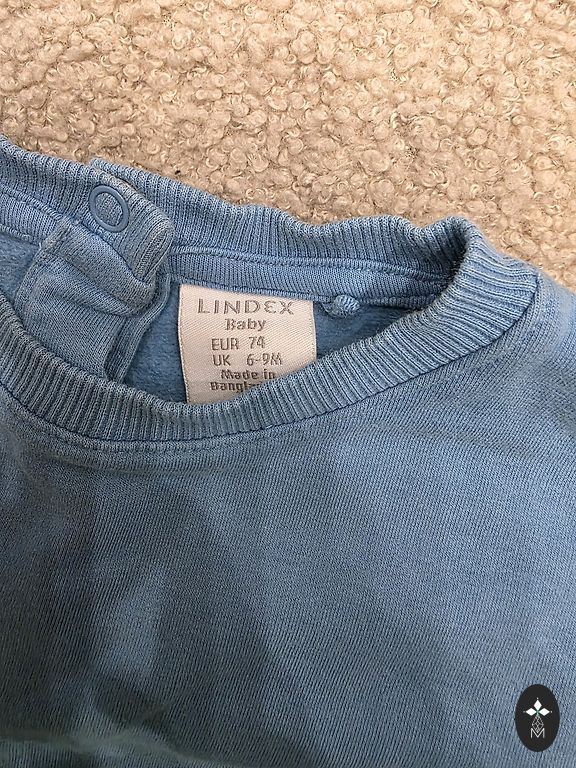 LINDEX
Baby
EUR 74
UK 6-9M
Made in
M